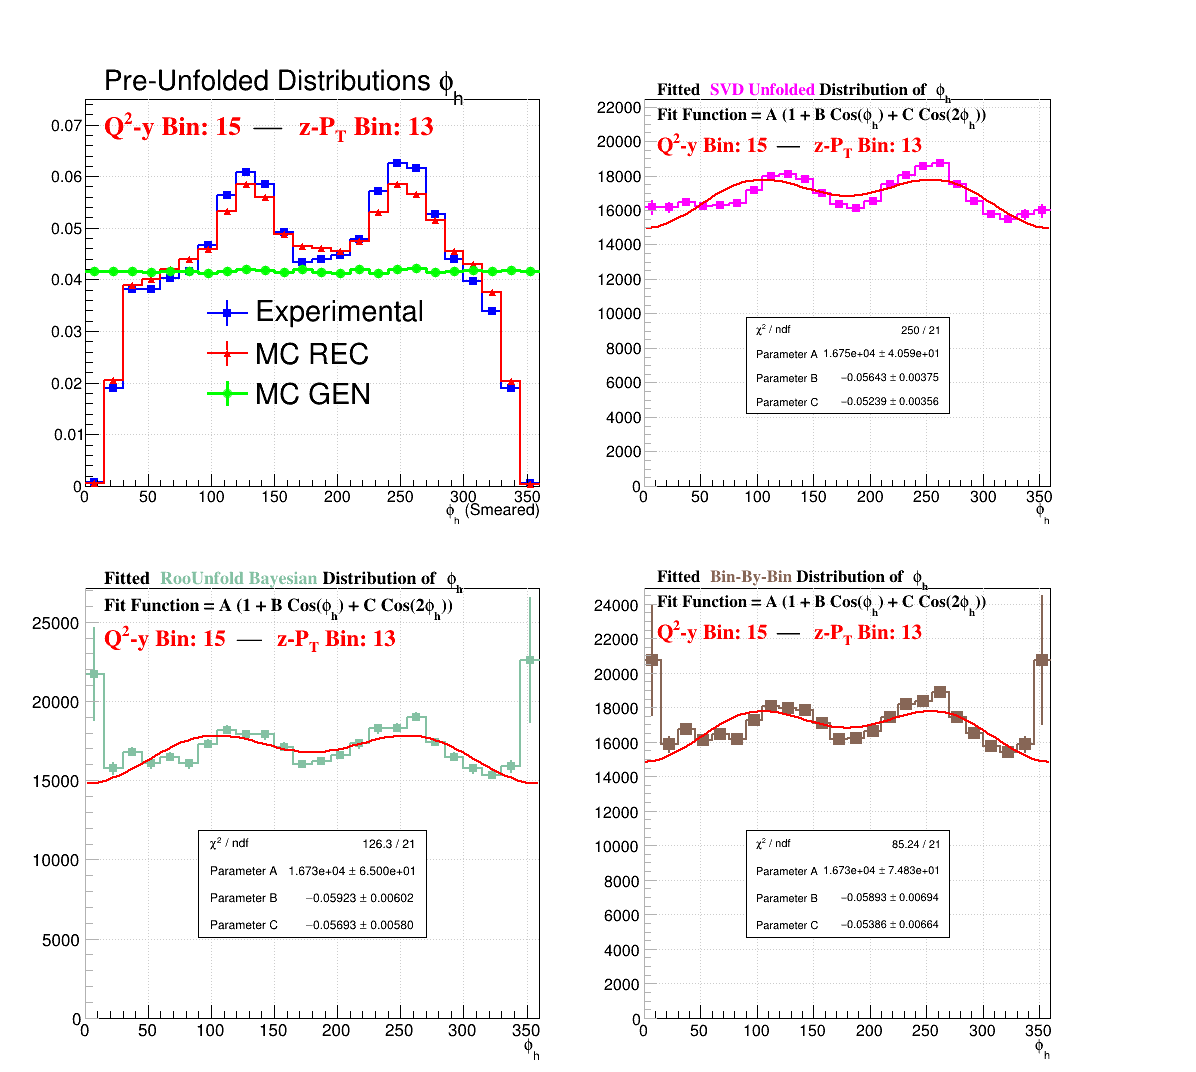 Pre-Unfolded Distributions ϕh
Q²-y Bin: 15 — z-PT Bin: 13
0.07
0.06
0.05
0.04
0.03
0.02
0.01
0
Experimental
MC REC
MC GEN
0 50 100 150 200 250 300 350
ϕh (Smeared)
Fitted SVD Unfolded Distribution of ϕh
Fit Function = A (1 + B Cos(ϕh) + C Cos(2ϕh))
Q²-y Bin: 15 — z-PT Bin: 13
22000
20000
18000
16000
14000
12000
10000
8000
6000
4000
2000
0
χ² / ndf 250 / 21
Parameter A 1.675e+04 ± 4.059e+01
Parameter B −0.05643 ± 0.00375
Parameter C −0.05239 ± 0.00356
0 50 100 150 200 250 300 350
ϕh
Fitted RooUnfold Bayesian Distribution of ϕh
Fit Function = A (1 + B Cos(ϕh) + C Cos(2ϕh))
Q²-y Bin: 15 — z-PT Bin: 13
25000
20000
15000
10000
5000
0
χ² / ndf 126.3 / 21
Parameter A 1.673e+04 ± 6.500e+01
Parameter B −0.05923 ± 0.00602
Parameter C −0.05693 ± 0.00580
0 50 100 150 200 250 300 350
ϕh
Fitted Bin-By-Bin Distribution of ϕh
Fit Function = A (1 + B Cos(ϕh) + C Cos(2ϕh))
Q²-y Bin: 15 — z-PT Bin: 13
24000
22000
20000
18000
16000
14000
12000
10000
8000
6000
4000
2000
0
χ² / ndf 85.24 / 21
Parameter A 1.673e+04 ± 7.483e+01
Parameter B −0.05893 ± 0.00694
Parameter C −0.05386 ± 0.00664
0 50 100 150 200 250 300 350
ϕh